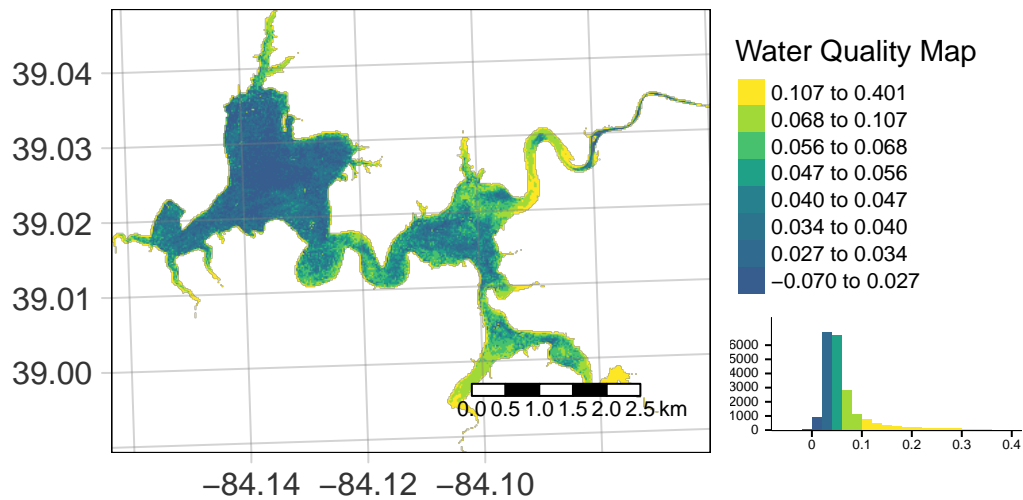 39.04
39.03
39.02
39.01
39.00
−84.14 −84.12 −84.10
0.0 0.5 1.0 1.5 2.0 2.5 km
Water Quality Map
0.107 to 0.401
0.068 to 0.107
0.056 to 0.068
0.047 to 0.056
0.040 to 0.047
0.034 to 0.040
0.027 to 0.034
−0.070 to 0.027
6000
5000
4000
3000
2000
1000
0
0 0.1 0.2 0.3 0.4